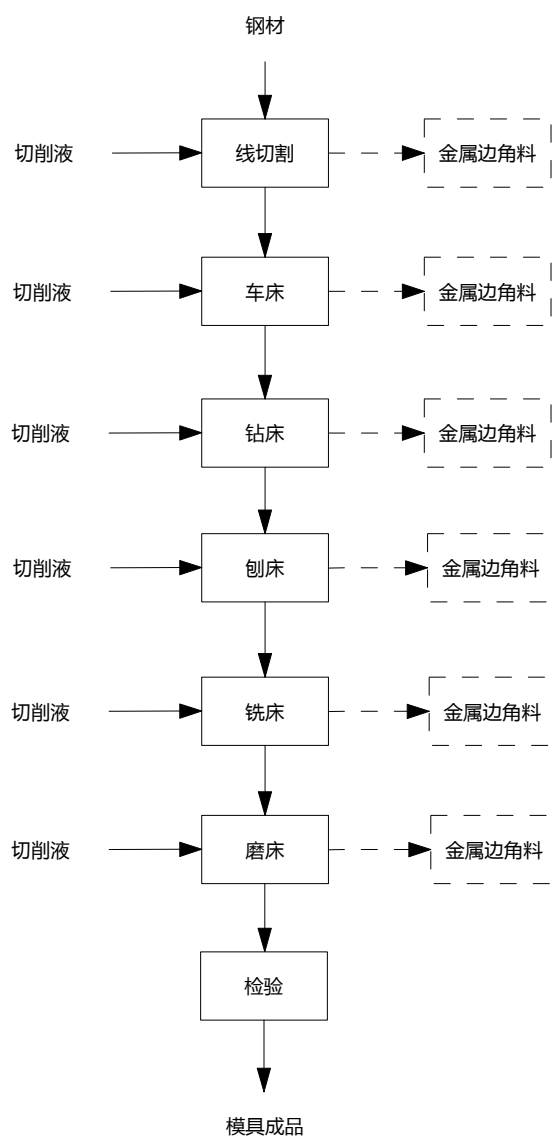 钢材
切削液
线切割
金属边角料
切削液
车床
金属边角料
切削液
钻床
金属边角料
切削液
刨床
金属边角料
切削液
铣床
金属边角料
切削液
磨床
金属边角料
检验
模具成品